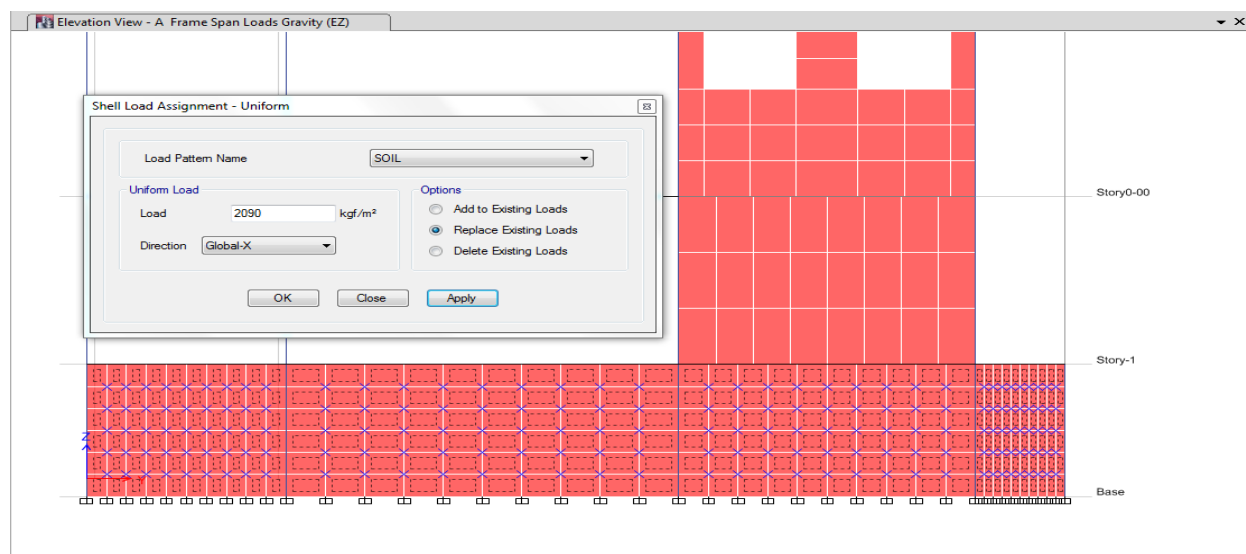 Elevation View - A Frame Span Loads Gravity (EZ)
Shell Load Assignment - Uniform
Load Pattern Name
SOIL
Uniform Load
Load
2090
kgf/m²
Direction
Global-X
Options
Add to Existing Loads
Replace Existing Loads
Delete Existing Loads
OK
Close
Apply
Story0-00
Story-1
Z
Base